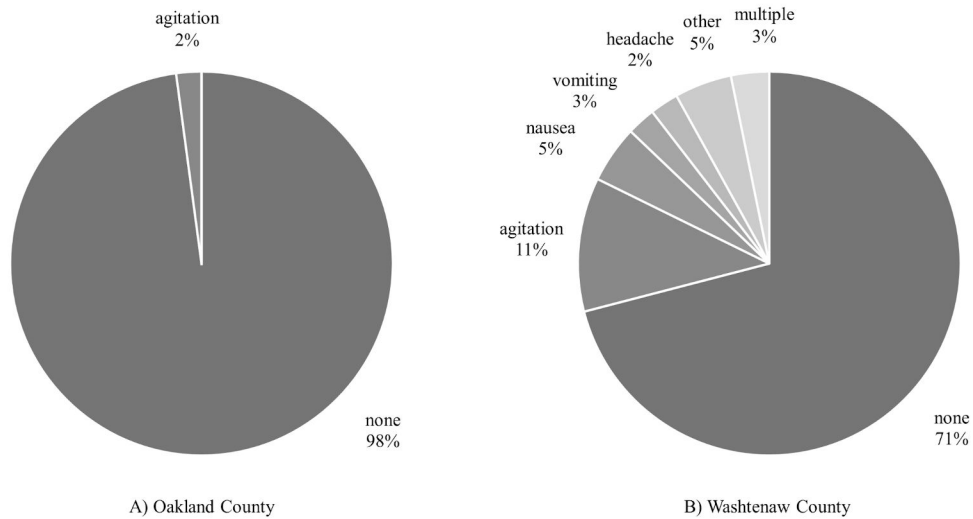 agitation
2%
none
98%
A) Oakland County
multiple
3%
other
5%
headache
2%
vomiting
3%
nausea
5%
agitation
11%
none
71%
B) Washtenaw County